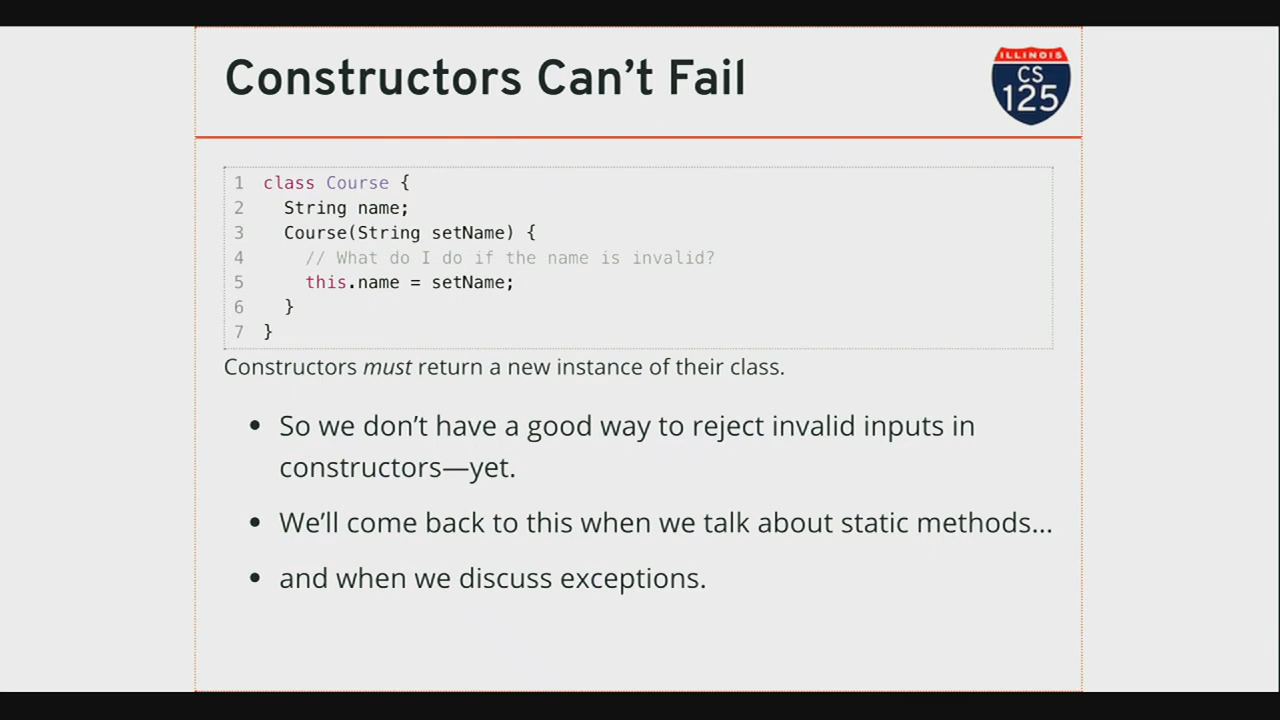 Constructors Can’t Fail
ILLINOIS
CS
125
1 class Course {
2   String name;
3   Course(String setName) {
4     // What do I do if the name is invalid?
5     this.name = setName;
6   }
7 }
Constructors must return a new instance of their class.
• So we don’t have a good way to reject invalid inputs in
constructors—yet.
• We’ll come back to this when we talk about static methods...
• and when we discuss exceptions.